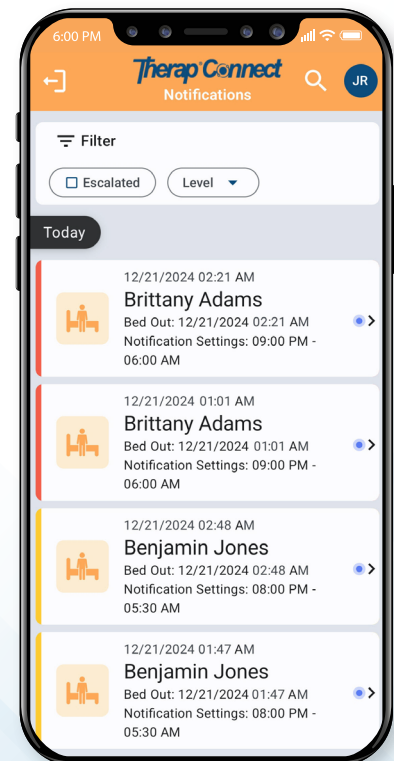 6:00 PM
Therap Connect
Notifications
JR
Filter
Escalated
Level
Today
12/21/2024 02:21 AM
Brittany Adams
Bed Out: 12/21/2024 02:21 AM
Notification Settings: 09:00 PM -
06:00 AM
12/21/2024 01:01 AM
Brittany Adams
Bed Out: 12/21/2024 01:01 AM
Notification Settings: 09:00 PM -
06:00 AM
12/21/2024 02:48 AM
Benjamin Jones
Bed Out: 12/21/2024 02:48 AM
Notification Settings: 08:00 PM -
05:30 AM
12/21/2024 01:47 AM
Benjamin Jones
Bed Out: 12/21/2024 01:47 AM
Notification Settings: 08:00 PM -
05:30 AM